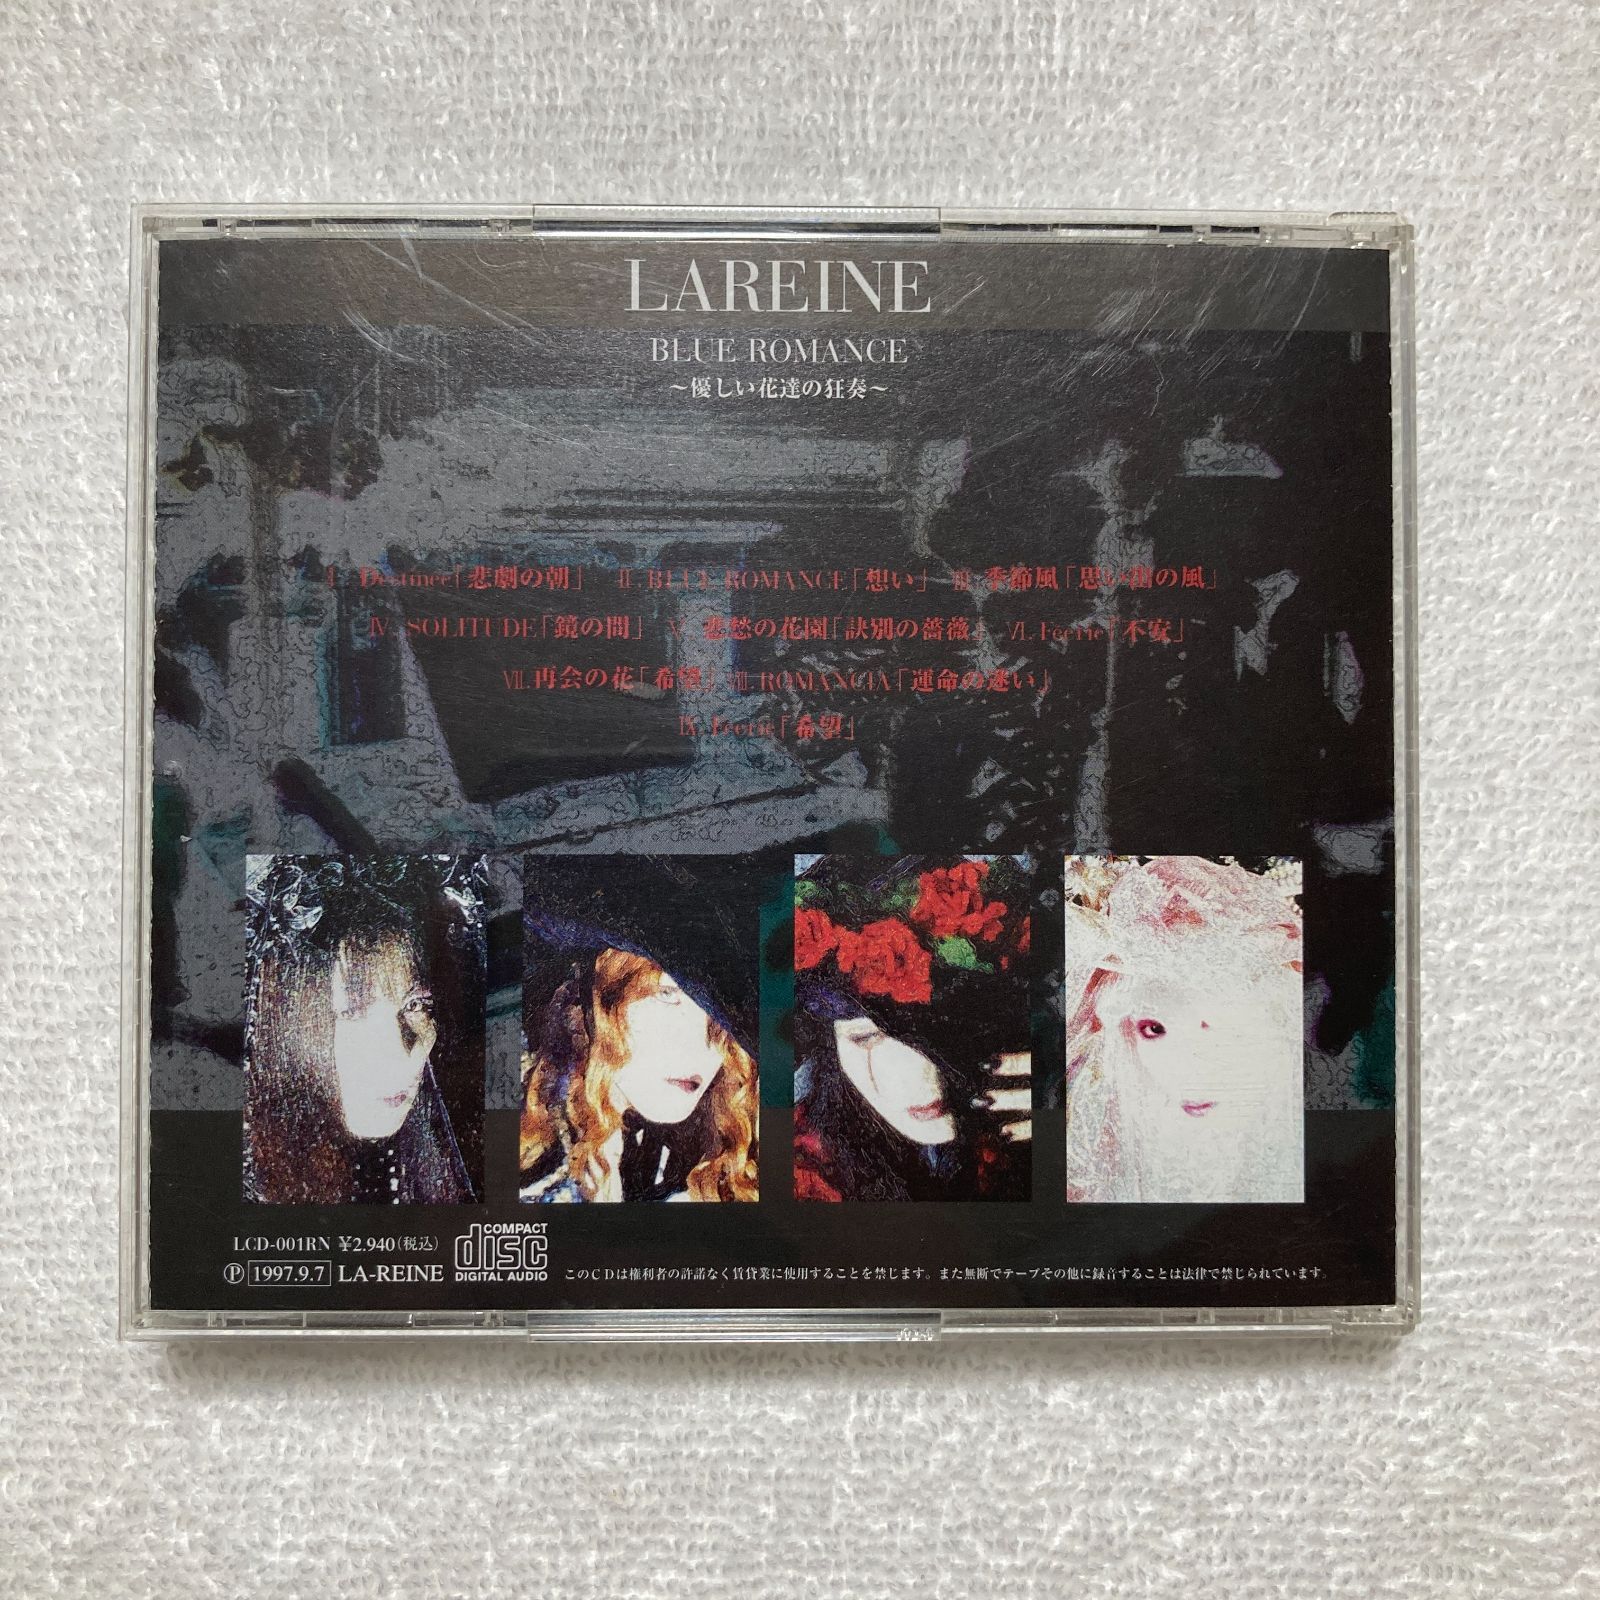 LAREINE
BLUE ROMANCE
〜優しい花達の狂奏〜
I. Destinee「悲劇の朝」 II. BLUE ROMANCE「想い」 III. 季節風「思い出の風」
IV. SOLITUDE「鏡の間」 V. 悲愁の花園「訣別の薔薇」 VI. Feerie「不安」
VII. 再会の花「希望」 VIII. ROMANCIA「運命の迷い」
IX. Feerie「希望」
LCD-001RN ¥2.940(税込)
Ⓟ 1997.9.7 LA-REINE
COMPACT
disc
DIGITAL AUDIO
このCDは権利者の許諾なく賃貸業に使用することを禁じます。また無断でテープその他に録音することは法律で禁じられています。